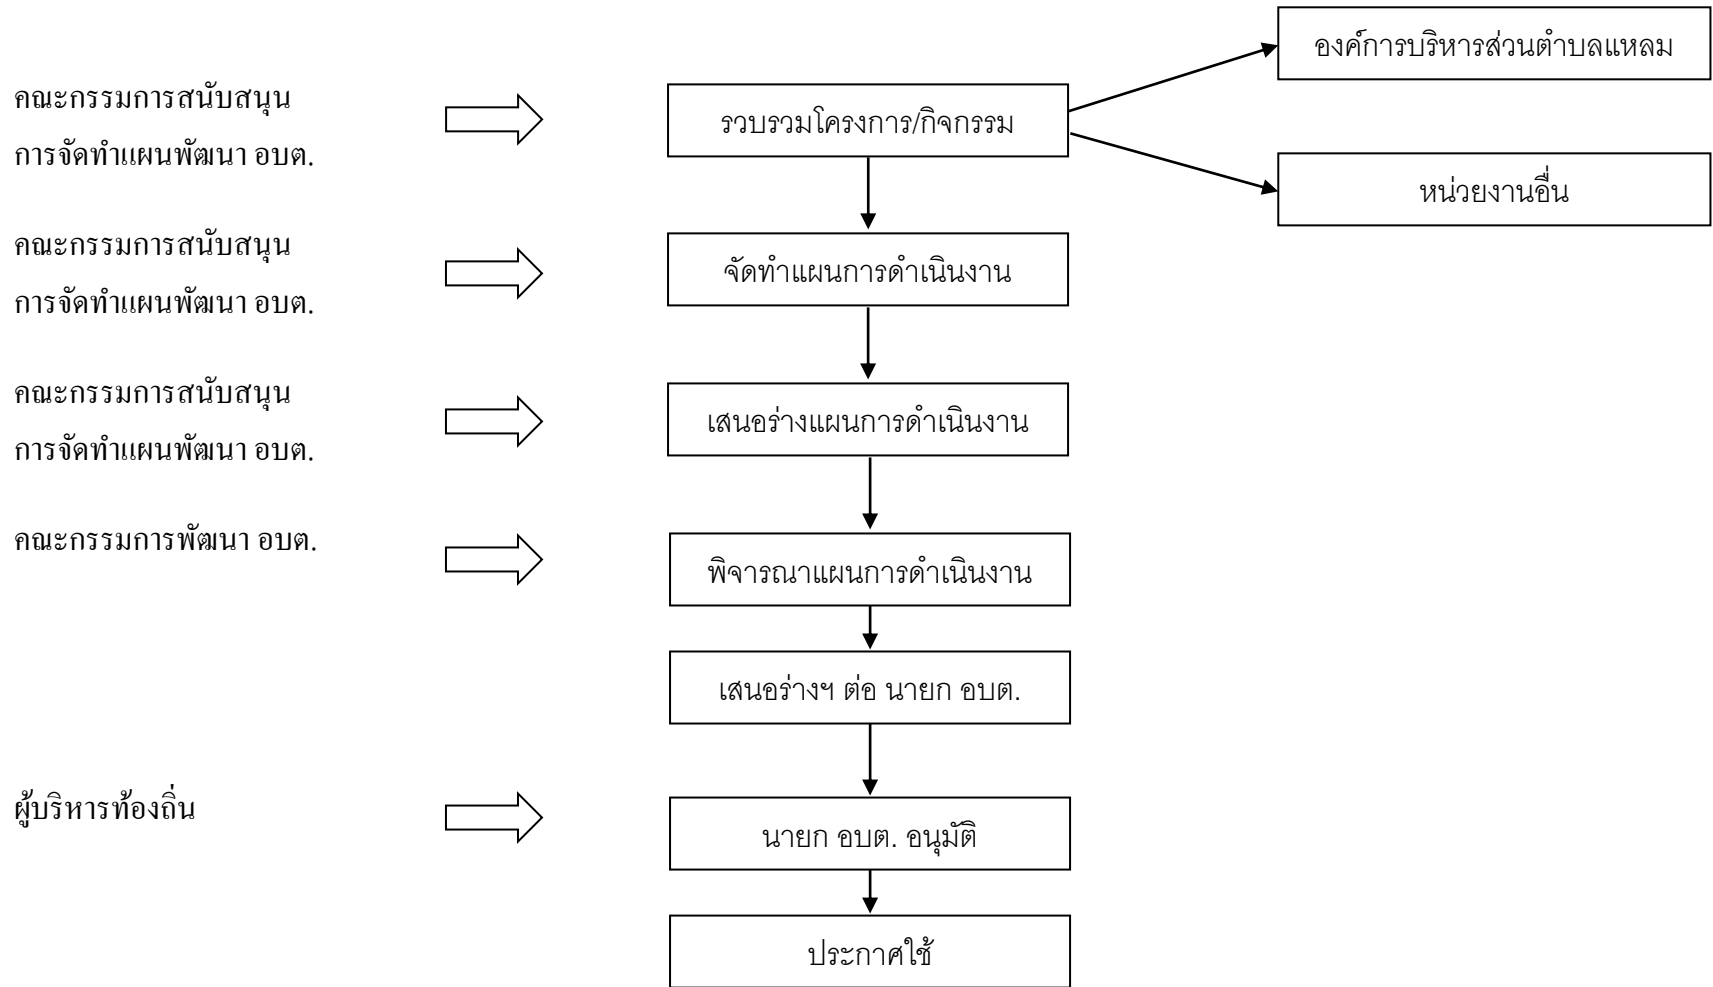 องค์การบริหารส่วนตำบลแหลม
คณะกรรมการสนับสนุน
การจัดทำแผนพัฒนา อบต.
รวบรวมโครงการ/กิจกรรม
หน่วยงานอื่น
คณะกรรมการสนับสนุน
การจัดทำแผนพัฒนา อบต.
จัดทำแผนการดำเนินงาน
คณะกรรมการสนับสนุน
การจัดทำแผนพัฒนา อบต.
เสนอร่างแผนการดำเนินงาน
คณะกรรมการพัฒนา อบต.
พิจารณาแผนการดำเนินงาน
เสนอร่างฯ ต่อ นายก อบต.
ผู้บริหารท้องถิ่น
นายก อบต. อนุมัติ
ประกาศใช้